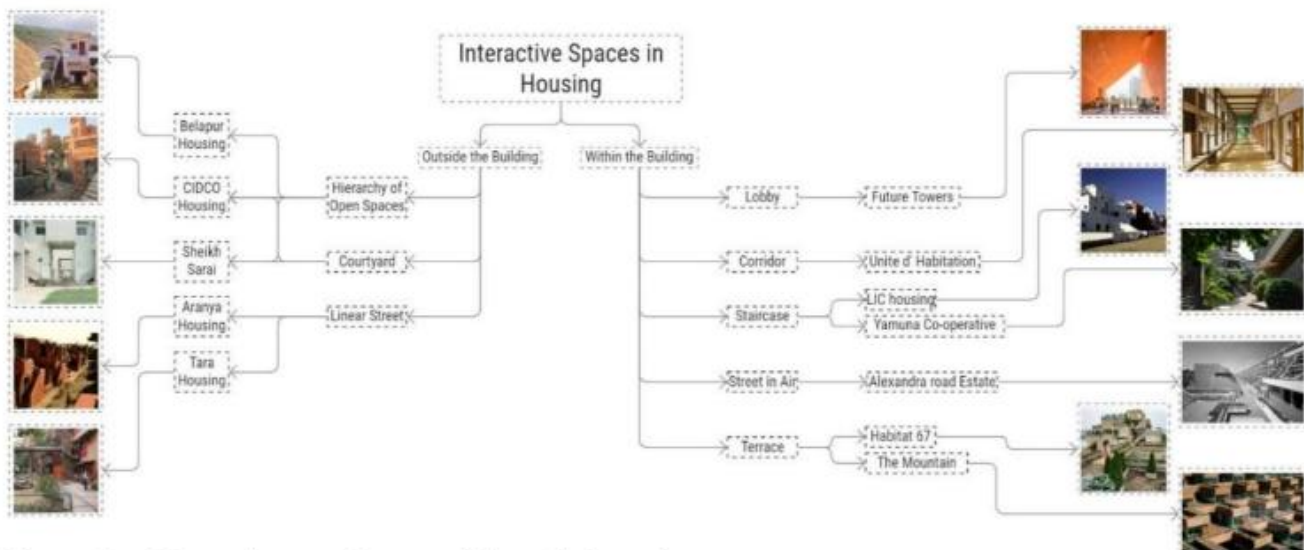 Interactive Spaces in
Housing
Outside the Building
Within the Building
Belapur
Housing
CIDCO
Housing
Hierarchy of
Open Spaces
Sheikh
Sarai
Courtyard
Aranya
Housing
Linear Street
Tara
Housing
Lobby
Future Towers
Corridor
Unite d' Habitation
Staircase
LIC housing
Yamuna Co-operative
Street in Air
Alexandra road Estate
Terrace
Habitat 67
The Mountain